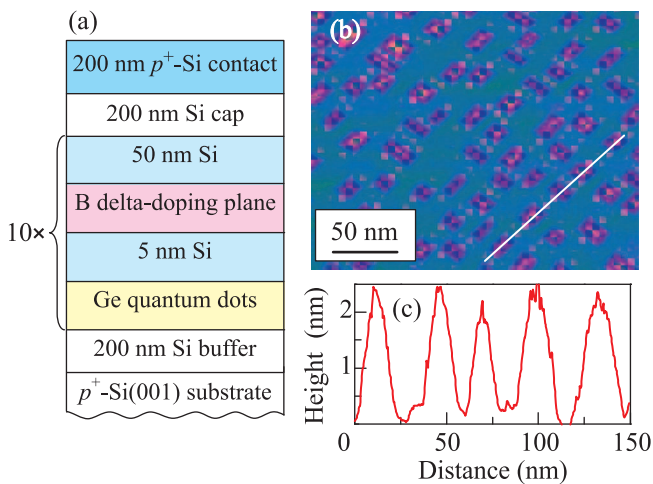 (a)
200 nm p⁺-Si contact
200 nm Si cap
50 nm Si
B delta-doping plane
10×
5 nm Si
Ge quantum dots
200 nm Si buffer
p⁺-Si(001) substrate
(b)
50 nm
(c)
Height (nm)
2
1
0
0 50 100 150
Distance (nm)